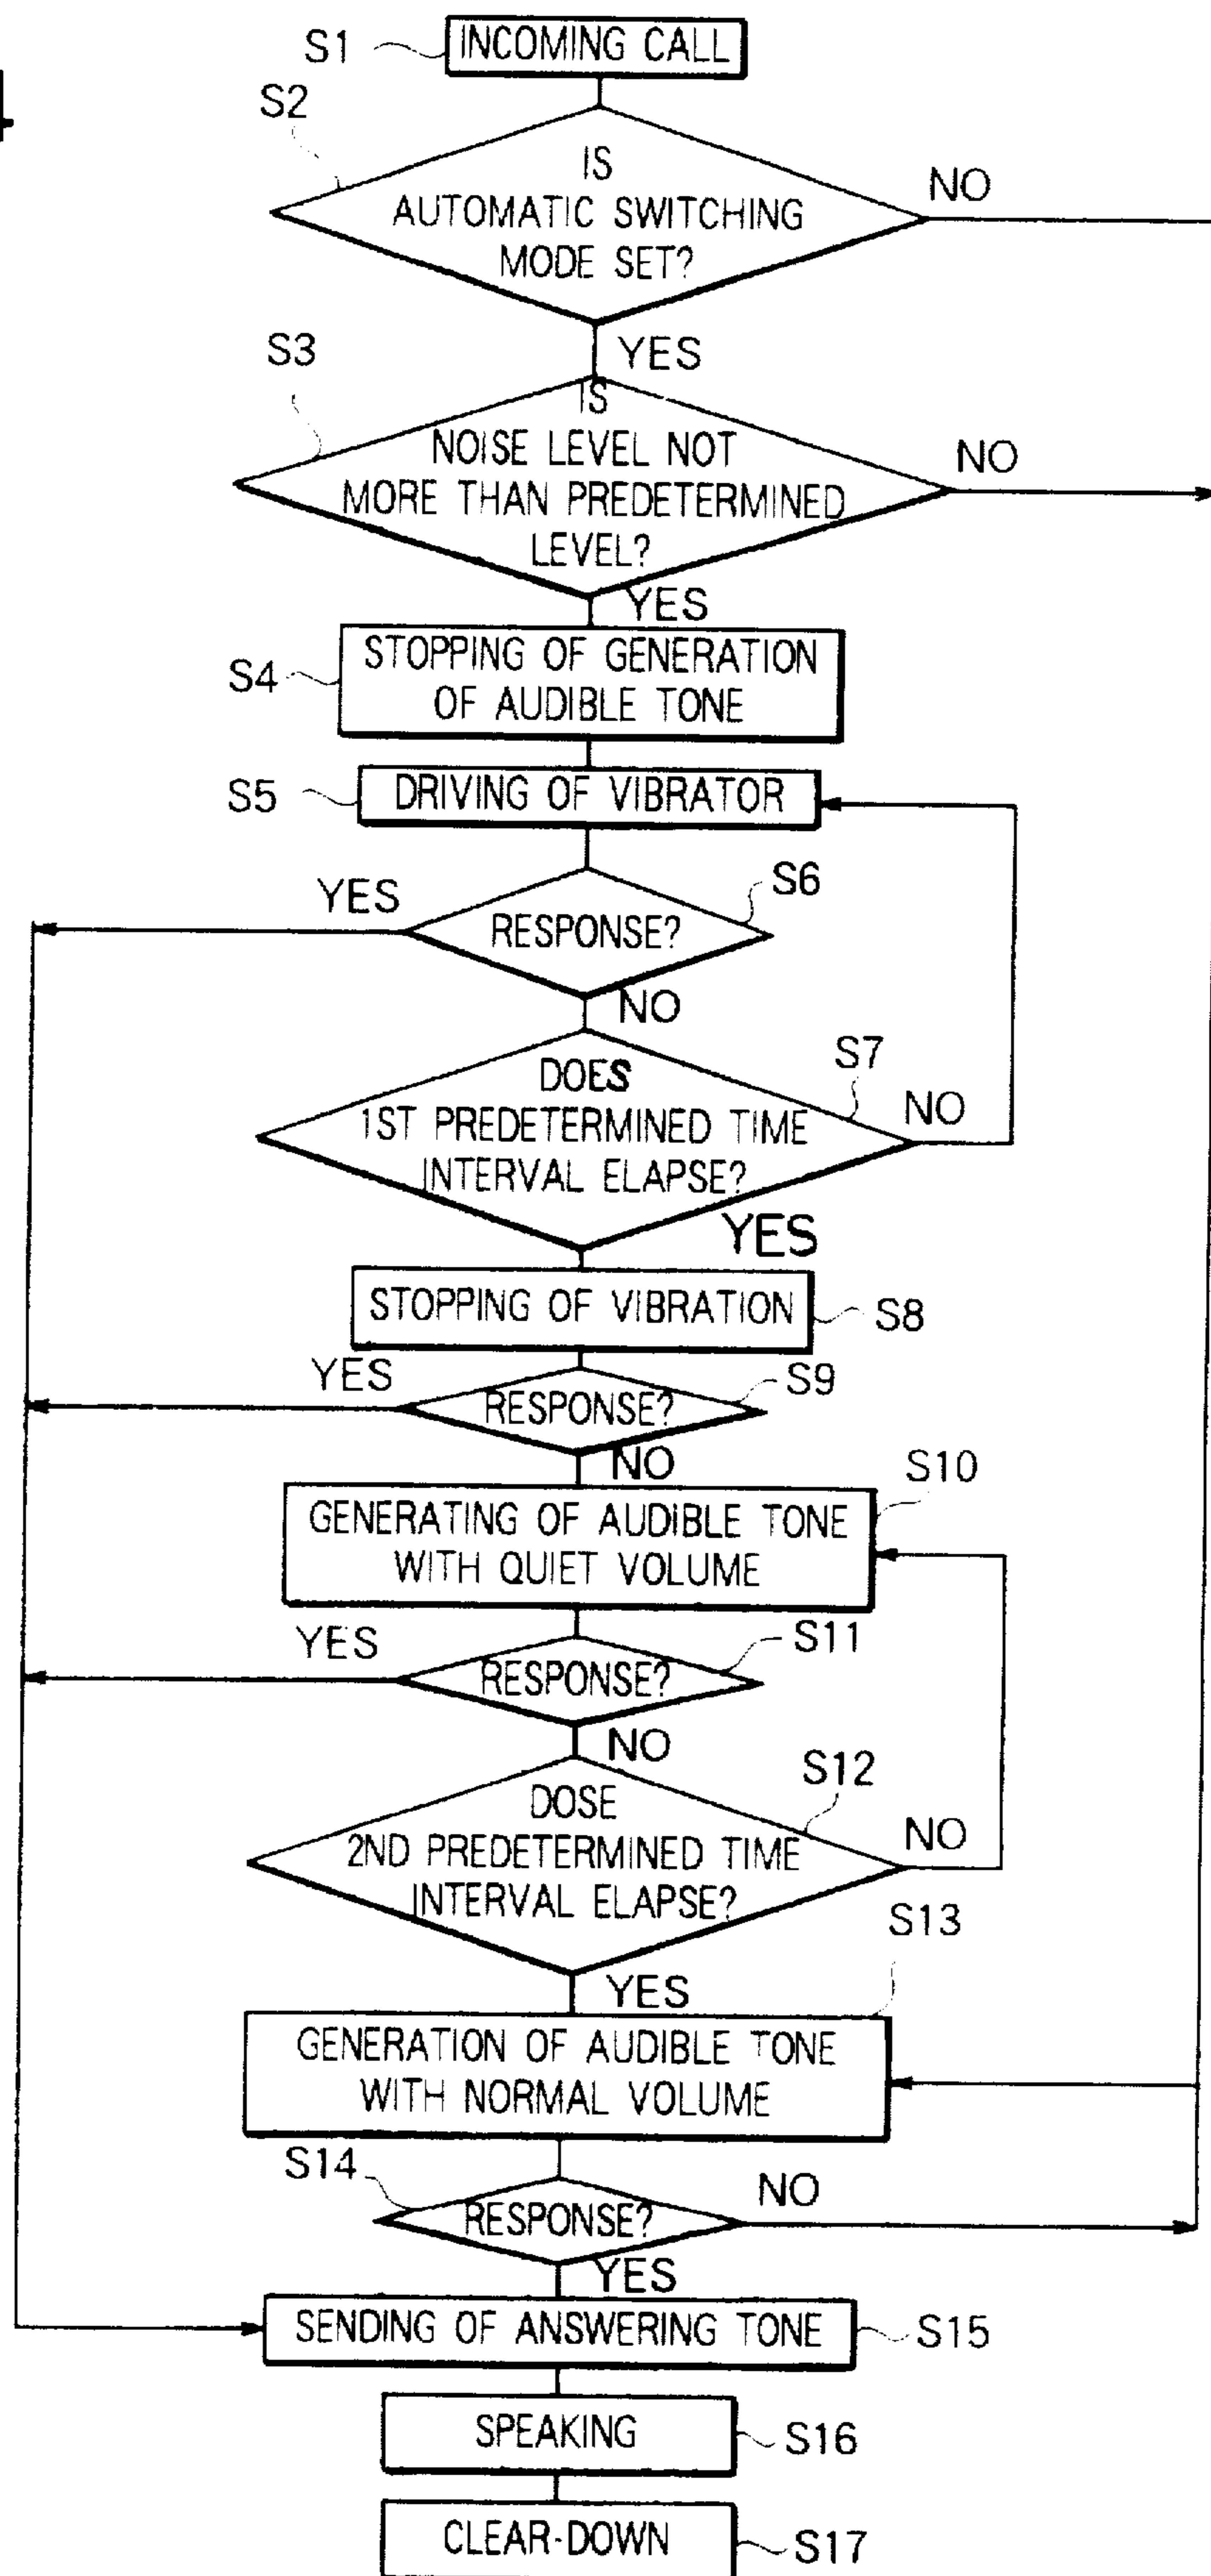 S1
INCOMING CALL
S2
IS
AUTOMATIC SWITCHING
MODE SET?
NO
YES
S3
IS
NOISE LEVEL NOT
MORE THAN PREDETERMINED
LEVEL?
NO
YES
S4
STOPPING OF GENERATION
OF AUDIBLE TONE
S5
DRIVING OF VIBRATOR
S6
YES
RESPONSE?
NO
S7
DOES
1ST PREDETERMINED TIME
INTERVAL ELAPSE?
NO
YES
STOPPING OF VIBRATION
S8
YES
S9
RESPONSE?
NO
S10
GENERATING OF AUDIBLE TONE
WITH QUIET VOLUME
YES
S11
RESPONSE?
NO
S12
DOSE
2ND PREDETERMINED TIME
INTERVAL ELAPSE?
NO
S13
YES
GENERATION OF AUDIBLE TONE
WITH NORMAL VOLUME
S14
RESPONSE?
NO
YES
SENDING OF ANSWERING TONE
S15
SPEAKING
S16
CLEAR-DOWN
S17